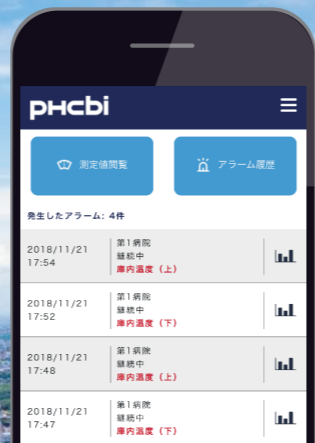 PHCbi
測定値閲覧
アラーム履歴
発生したアラーム: 4件
2018/11/21
17:54
第1病院
継続中
庫内温度（上）
2018/11/21
17:52
第1病院
継続中
庫内温度（下）
2018/11/21
17:48
第1病院
継続中
庫内温度（上）
2018/11/21
17:47
第1病院
継続中
庫内温度（下）